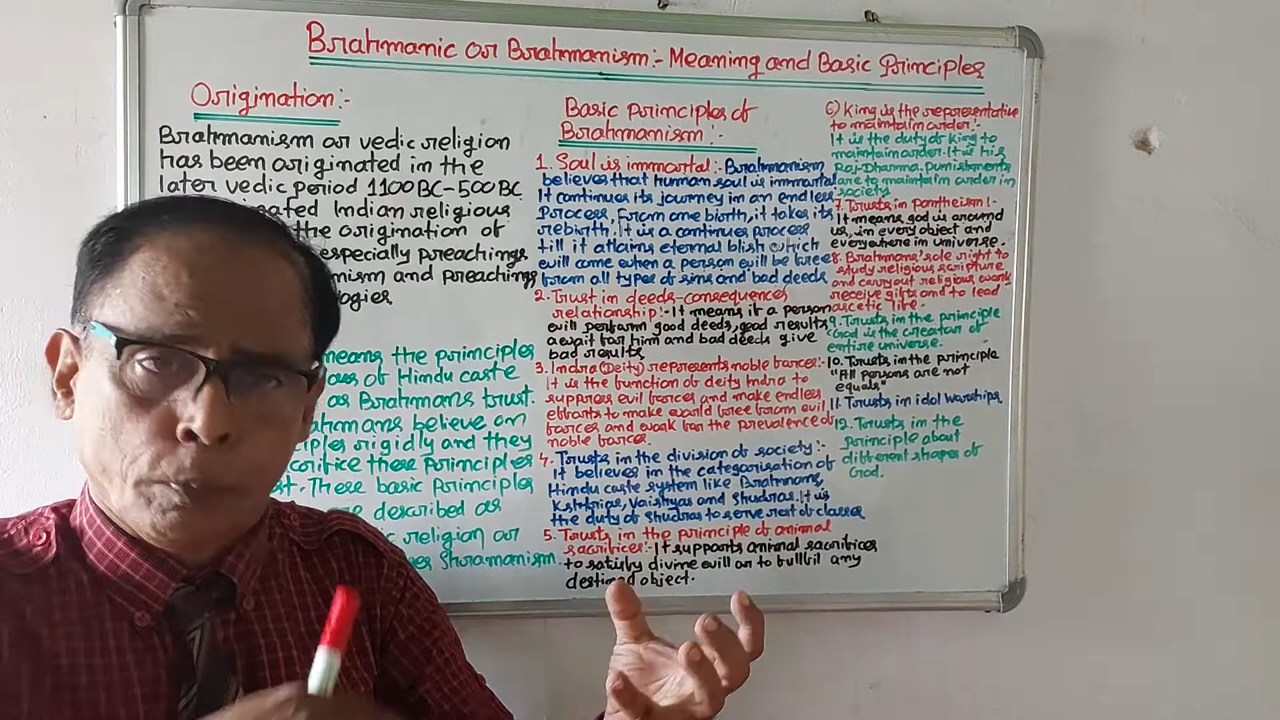 Brahmanic or Brahmanism:- Meaning and Basic Principles
Origination:-
Brahmanism or vedic religion
has been originated in the
later vedic period 1100 BC-500 BC
Indian religious
the origination of
especially preachings
and preachings
means the principles
of Hindu caste
as Brahmans trust.
believe on
rigidly and they
these principles
These basic principles
described as
religion or
Shramanism.
Basic principles of
Brahmanism:-
1. Soul is immortal:- Brahmanism
believes that human soul is immortal
It continues its journey in an endless
process, From one birth, it takes its
rebirth. It is a continues process
till it attains eternal blish which
will come when a person will be free
from all types of sins and bad deeds
2. Trust in deeds-consequences
relationship:- It means if a person
will perform good deeds, good results
await for him and bad deeds give
bad results
3. Indra (Deity) represents noble forces:-
It is the function of deity Indra to
suppress evil forces and make endless
efforts to make world free from evil
forces and work for the prevalence of
noble forces.
4. Trusts in the division of society:-
It believes in the categorisation of
Hindu caste system like Brahmans,
Kshtrias, Vaishyas and Shudras. It is
the duty of Shudras to serve rest of classes
5. Trusts in the principle of animal
sacrifices:- It supports animal sacrifices
to satisfy divine will or to fullfil any
destined object.
6) King is the representative
to maintain order:-
It is the duty of king to
maintain order. It is his
Raj-Dharma. Punishments
are to maintain order in
society
7. Trusts in pantheism!-
It means god is around
us, in every object and
everywhere in universe.
8. Brahmans' sole right to
study religious scripture
and carryout religious work
receive gifts and to lead
ascetic life.
9. Trusts in the principle
God is the creator of
entire universe.
10. Trusts in the principle
"All persons are not
equals"
11. Trusts in idol worships,
12. Trusts in the
principle about
different shapes of
God.